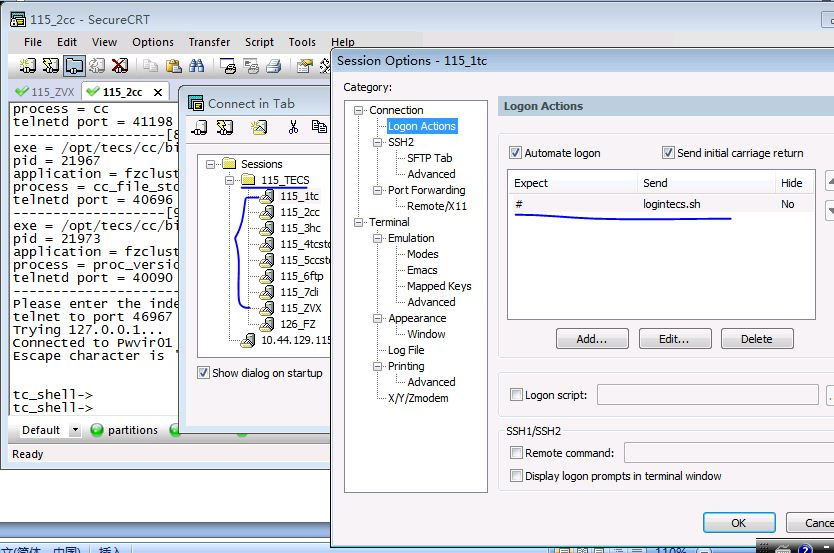 115_2cc - SecureCRT
File Edit View Options Transfer Script Tools Help
115_ZVX 115_2cc
process = cc
telnetd port = 41198
--------------------[8
exe = /opt/tecs/cc/bi
pid = 21967
application = fzclust
process = cc_file_sto
telnetd port = 40696
--------------------[9
exe = /opt/tecs/cc/bi
pid = 21973
application = fzclust
process = proc_versio
telnetd port = 40090
Please enter the inde
telnet to port 46967
Trying 127.0.0.1...
Connected to Pwvir01
Escape character is '
tc_shell->
tc_shell->
Default partitions
Ready
Connect in Tab
Sessions
115_TECS
115_1tc
115_2cc
115_3hc
115_4tcstc
115_5ccstc
115_6ftp
115_7cli
115_ZVX
126_FZ
10.44.129.115
Show dialog on startup
Session Options - 115_1tc
Category:
Connection
Logon Actions
SSH2
SFTP Tab
Advanced
Port Forwarding
Remote/X11
Terminal
Emulation
Modes
Emacs
Mapped Keys
Advanced
Appearance
Window
Log File
Printing
Advanced
X/Y/Zmodem
Logon Actions
Automate logon Send initial carriage return
Expect Send Hide
# logintecs.sh No
Add... Edit... Delete
Logon script:
SSH1/SSH2
Remote command:
Display logon prompts in terminal window
OK Cance
文(简体，中国) 插入 110%